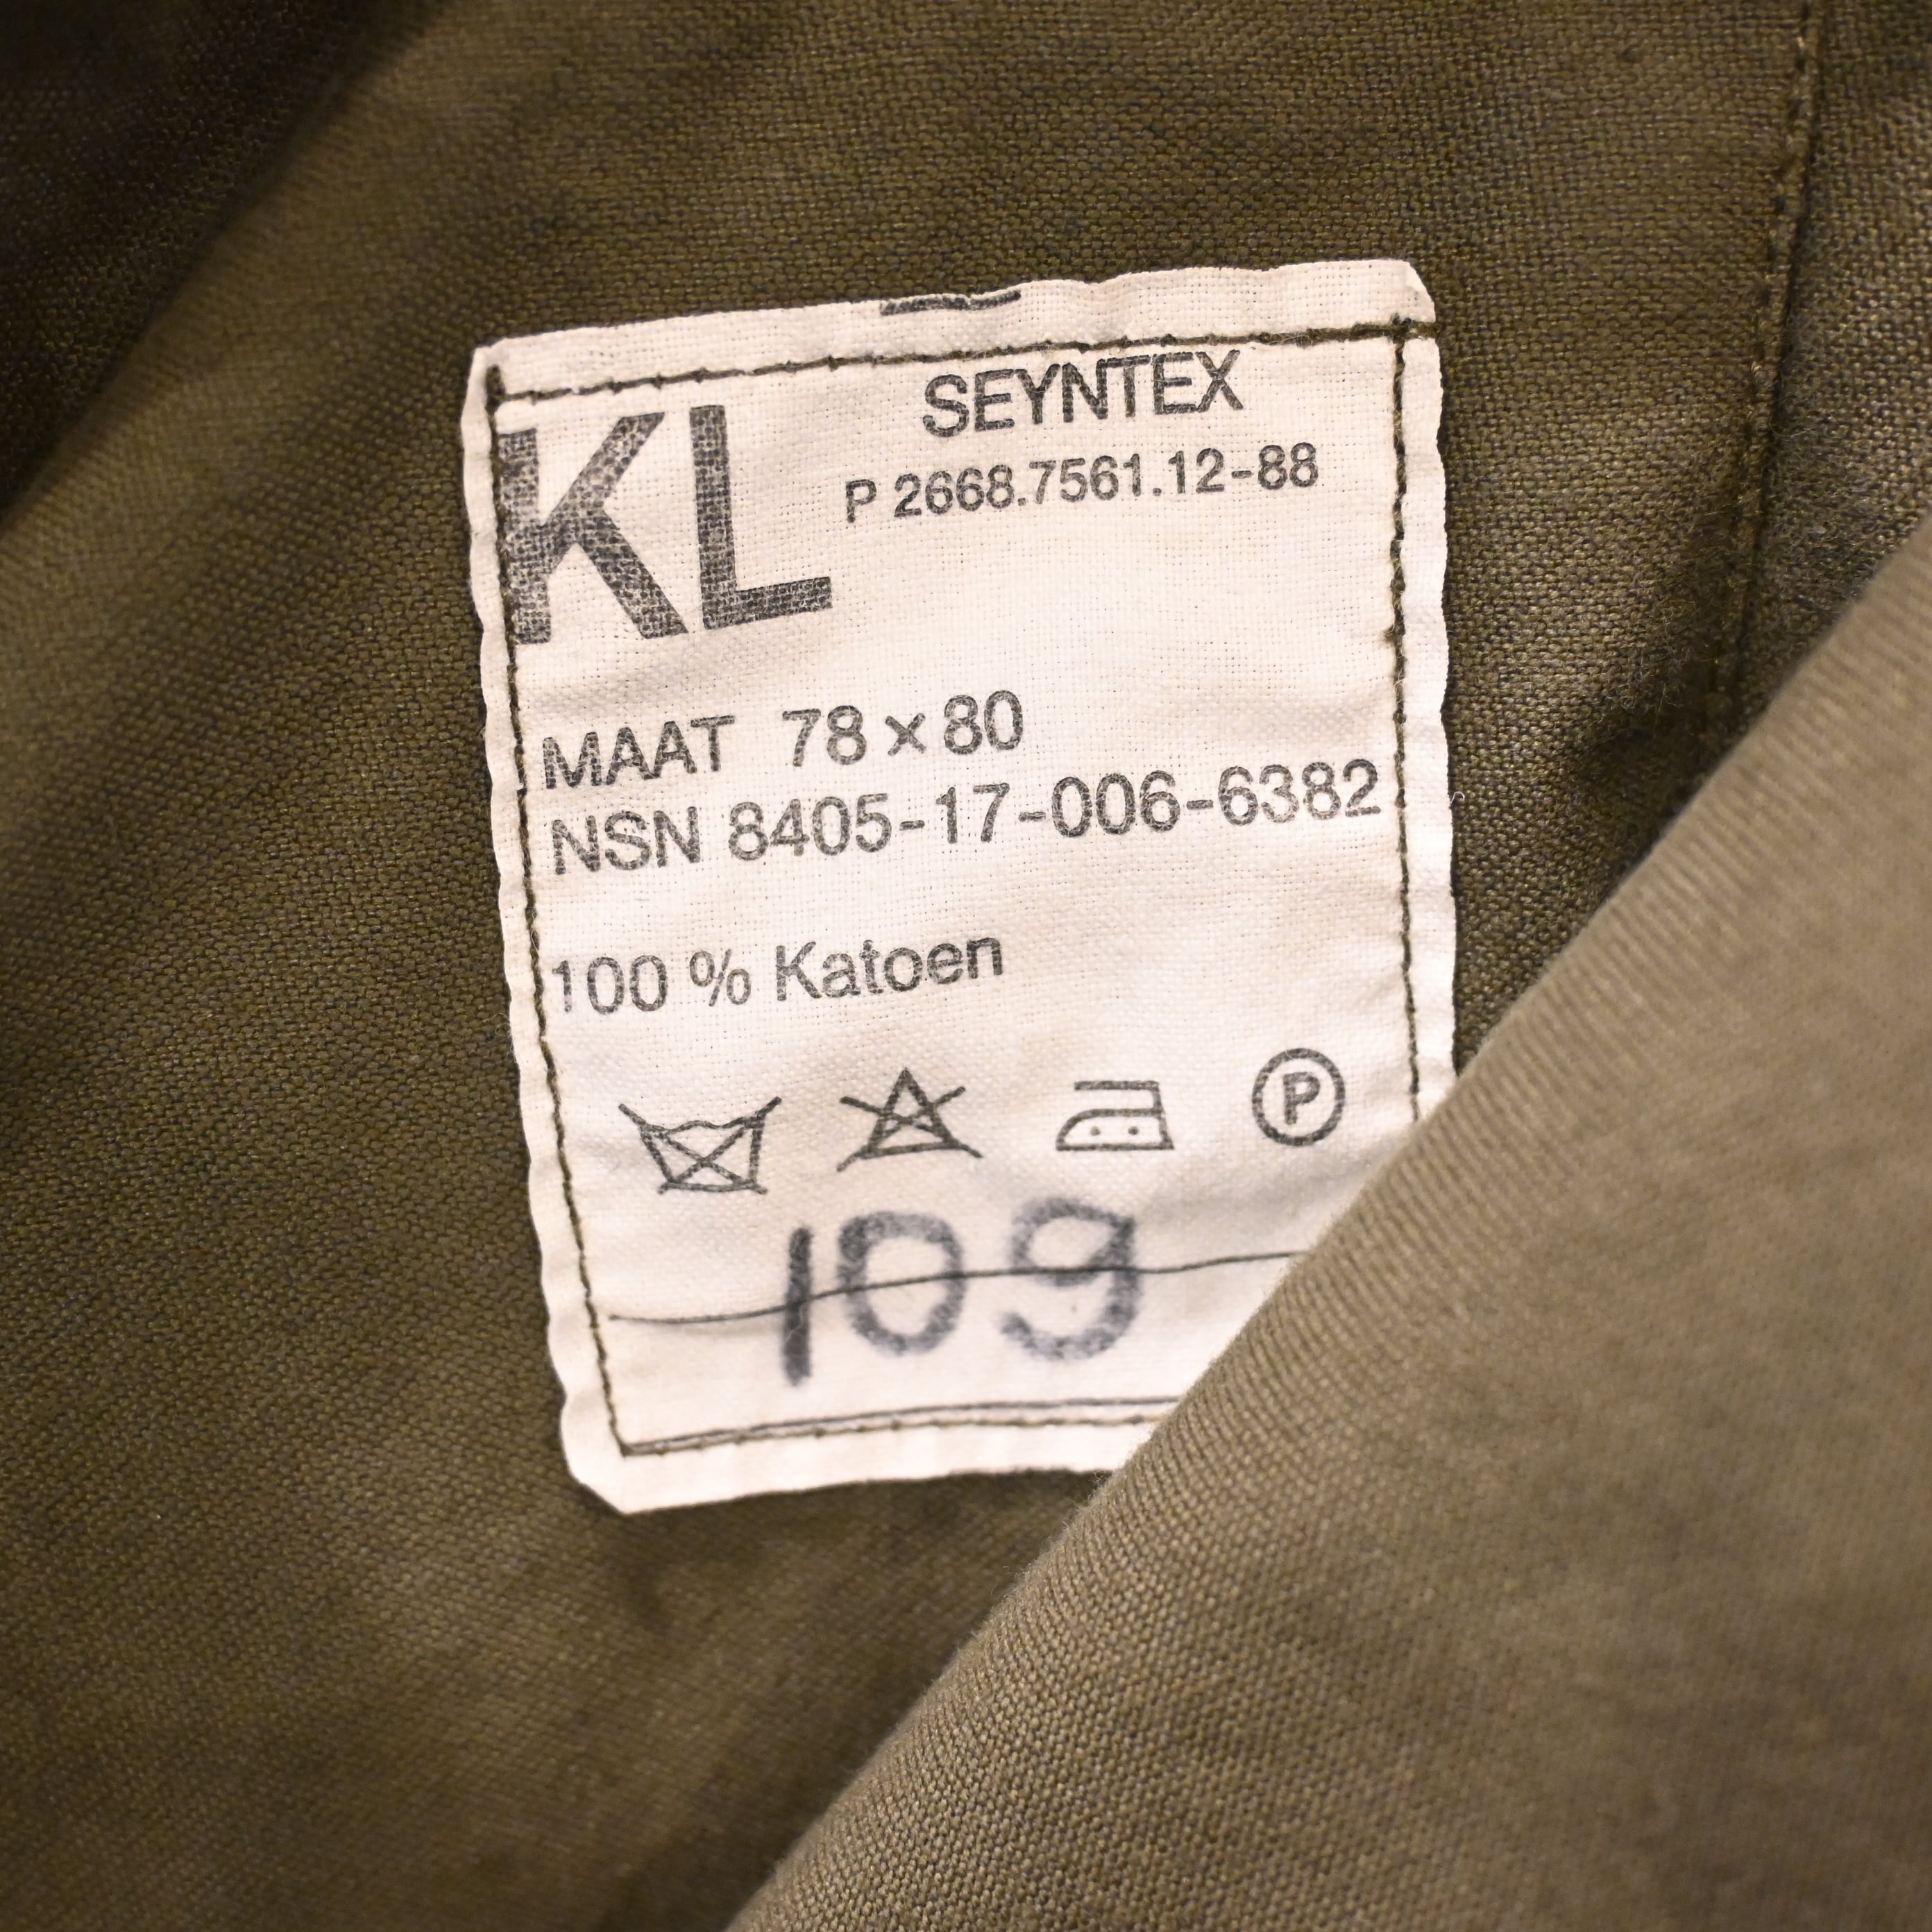 KL
SEYNTEX
P 2668.7561.12-88
MAAT 78 x 80
NSN 8405-17-006-6382
100 % Katoen
P
109